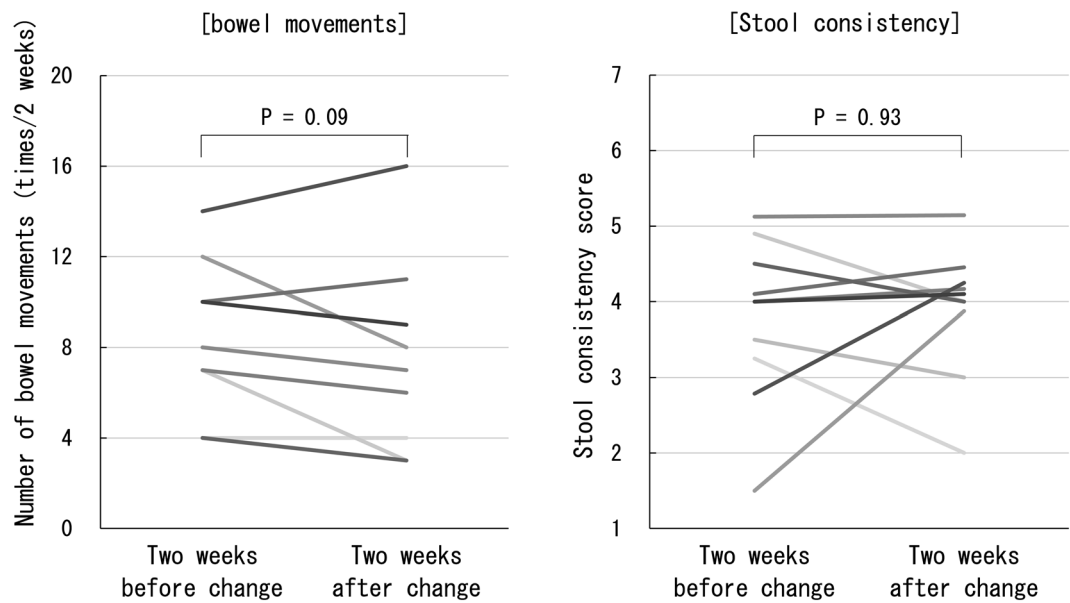 [bowel movements]
Number of bowel movements (times/2 weeks)
20
16
12
8
4
0
P = 0.09
Two weeks
before change
Two weeks
after change
[Stool consistency]
Stool consistency score
7
6
5
4
3
2
1
P = 0.93
Two weeks
before change
Two weeks
after change